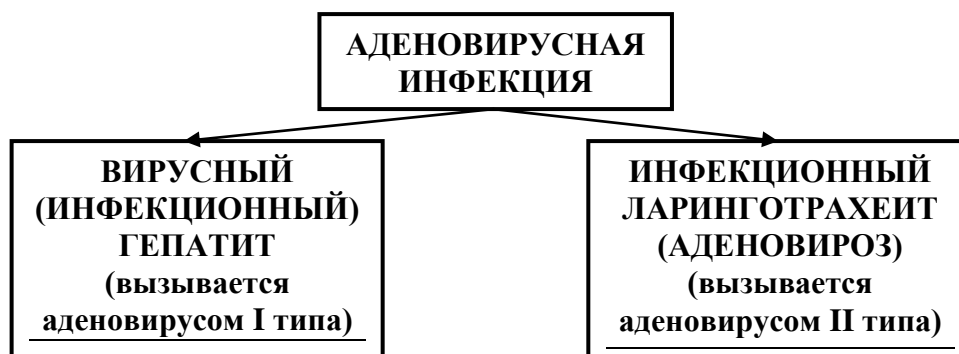 АДЕНОВИРУСНАЯ
ИНФЕКЦИЯ
ВИРУСНЫЙ
(ИНФЕКЦИОННЫЙ)
ГЕПАТИТ
(вызывается
аденовирусом I типа)
ИНФЕКЦИОННЫЙ
ЛАРИНГОТРАХЕИТ
(АДЕНОВИРОЗ)
(вызывается
аденовирусом II типа)